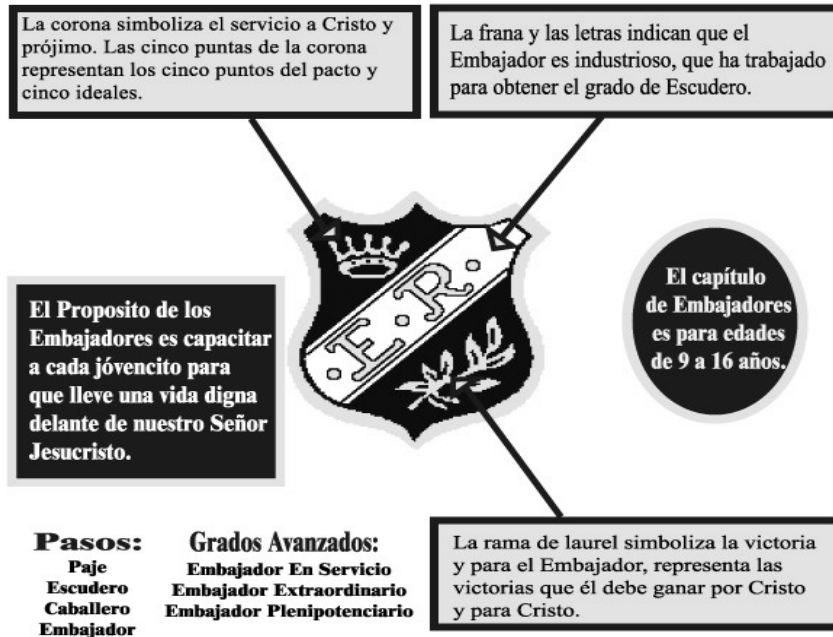 La corona simboliza el servicio a Cristo y
prójimo. Las cinco puntas de la corona
representan los cinco puntos del pacto y
cinco ideales.
La frana y las letras indican que el
Embajador es industrioso, que ha trabajado
para obtener el grado de Escudero.
.E.R.
El Proposito de los
Embajadores es capacitar
a cada jóvencito para
que lleve una vida digna
delante de nuestro Señor
Jesucristo.
El capítulo
de Embajadores
es para edades
de 9 a 16 años.
Pasos:
Paje
Escudero
Caballero
Embajador
Grados Avanzados:
Embajador En Servicio
Embajador Extraordinario
Embajador Plenipotenciario
La rama de laurel simboliza la victoria
y para el Embajador, representa las
victorias que él debe ganar por Cristo
y para Cristo.